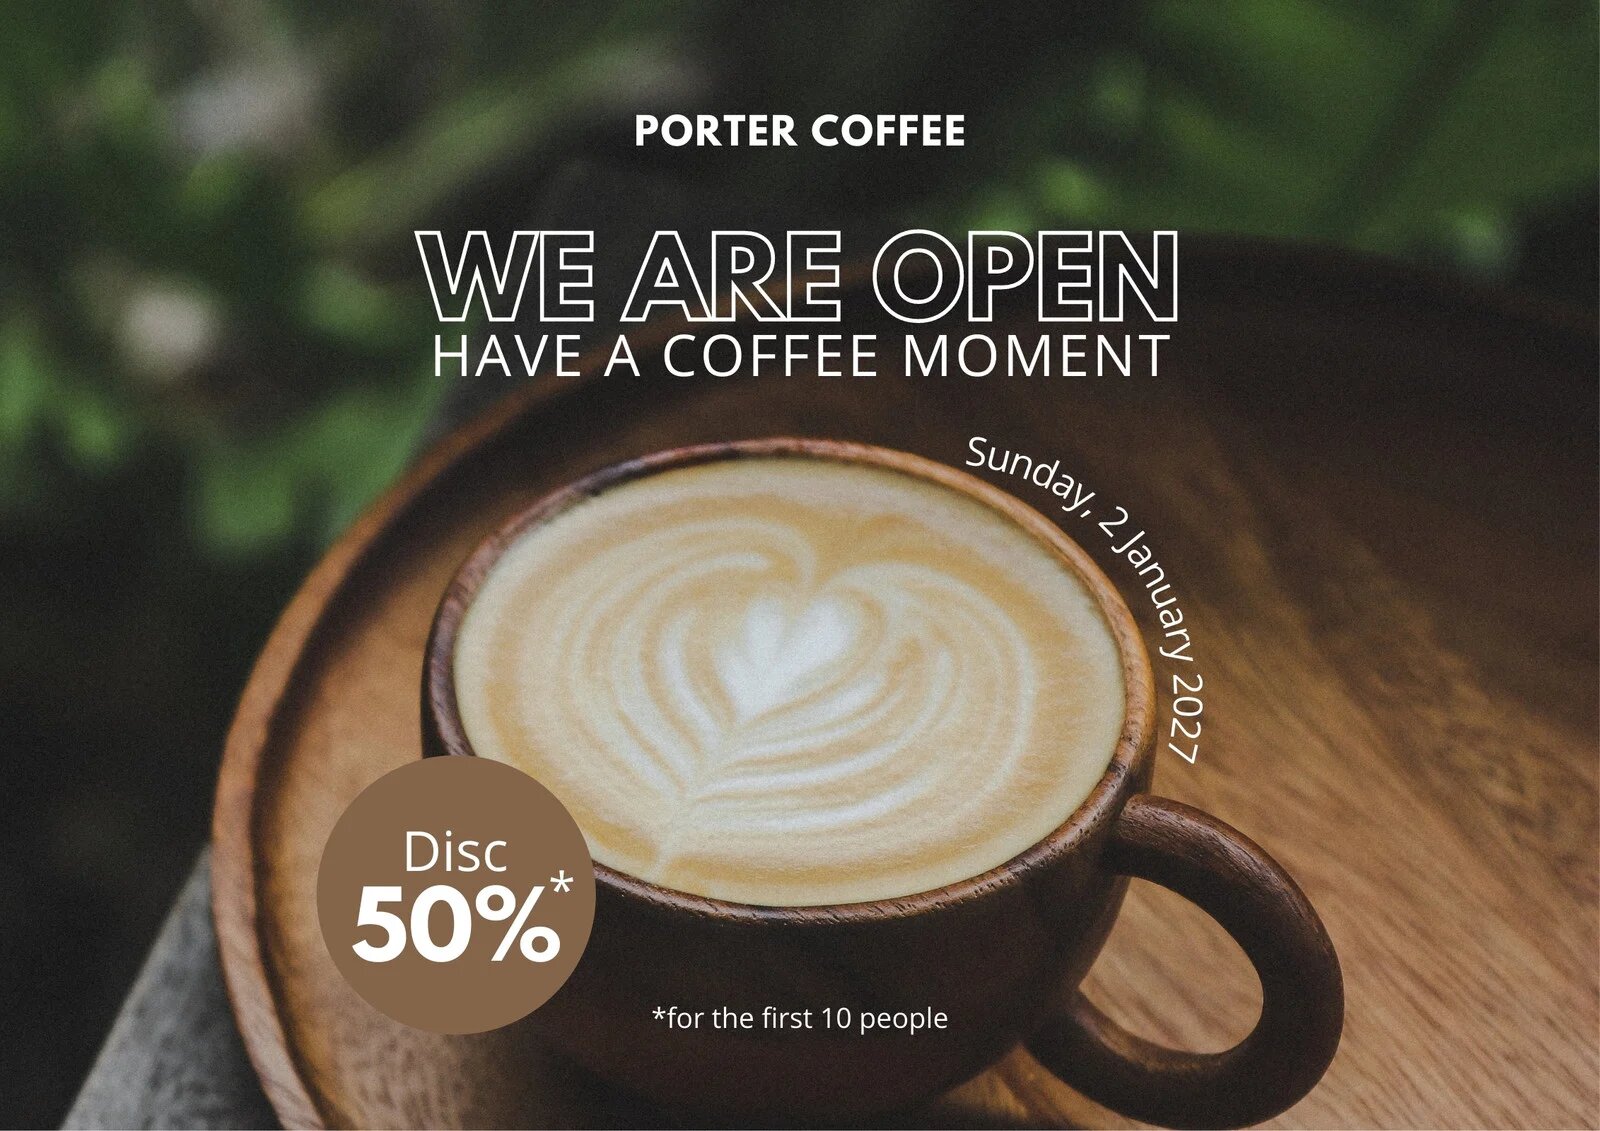 PORTER COFFEE
WE ARE OPEN
HAVE A COFFEE MOMENT
Sunday, 2 January 2027
Disc
50%*
*for the first 10 people